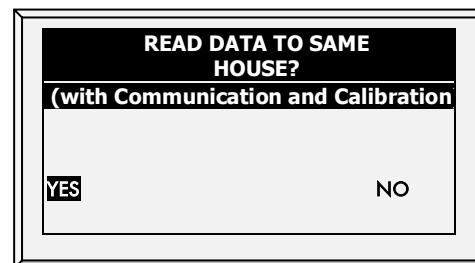 READ DATA TO SAME
HOUSE?
(with Communication and Calibration
YES NO